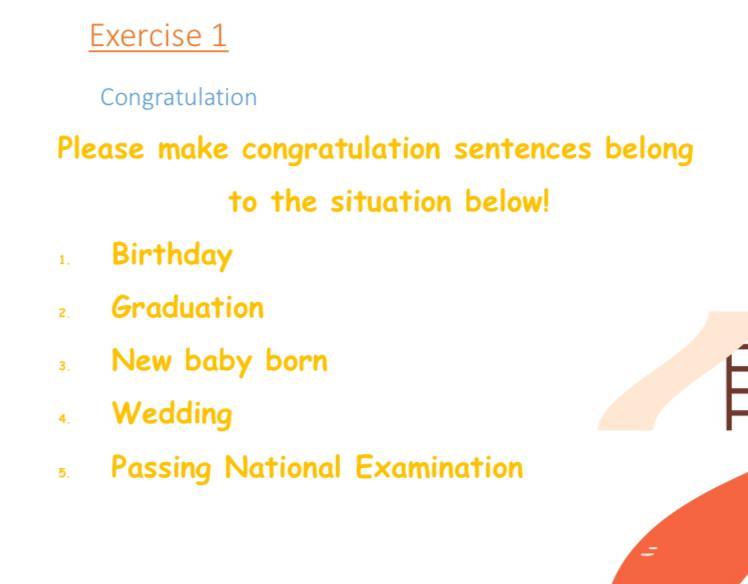 Exercise 1
Congratulation
Please make congratulation sentences belong
to the situation below!
1. Birthday
2. Graduation
3. New baby born
4. Wedding
5. Passing National Examination